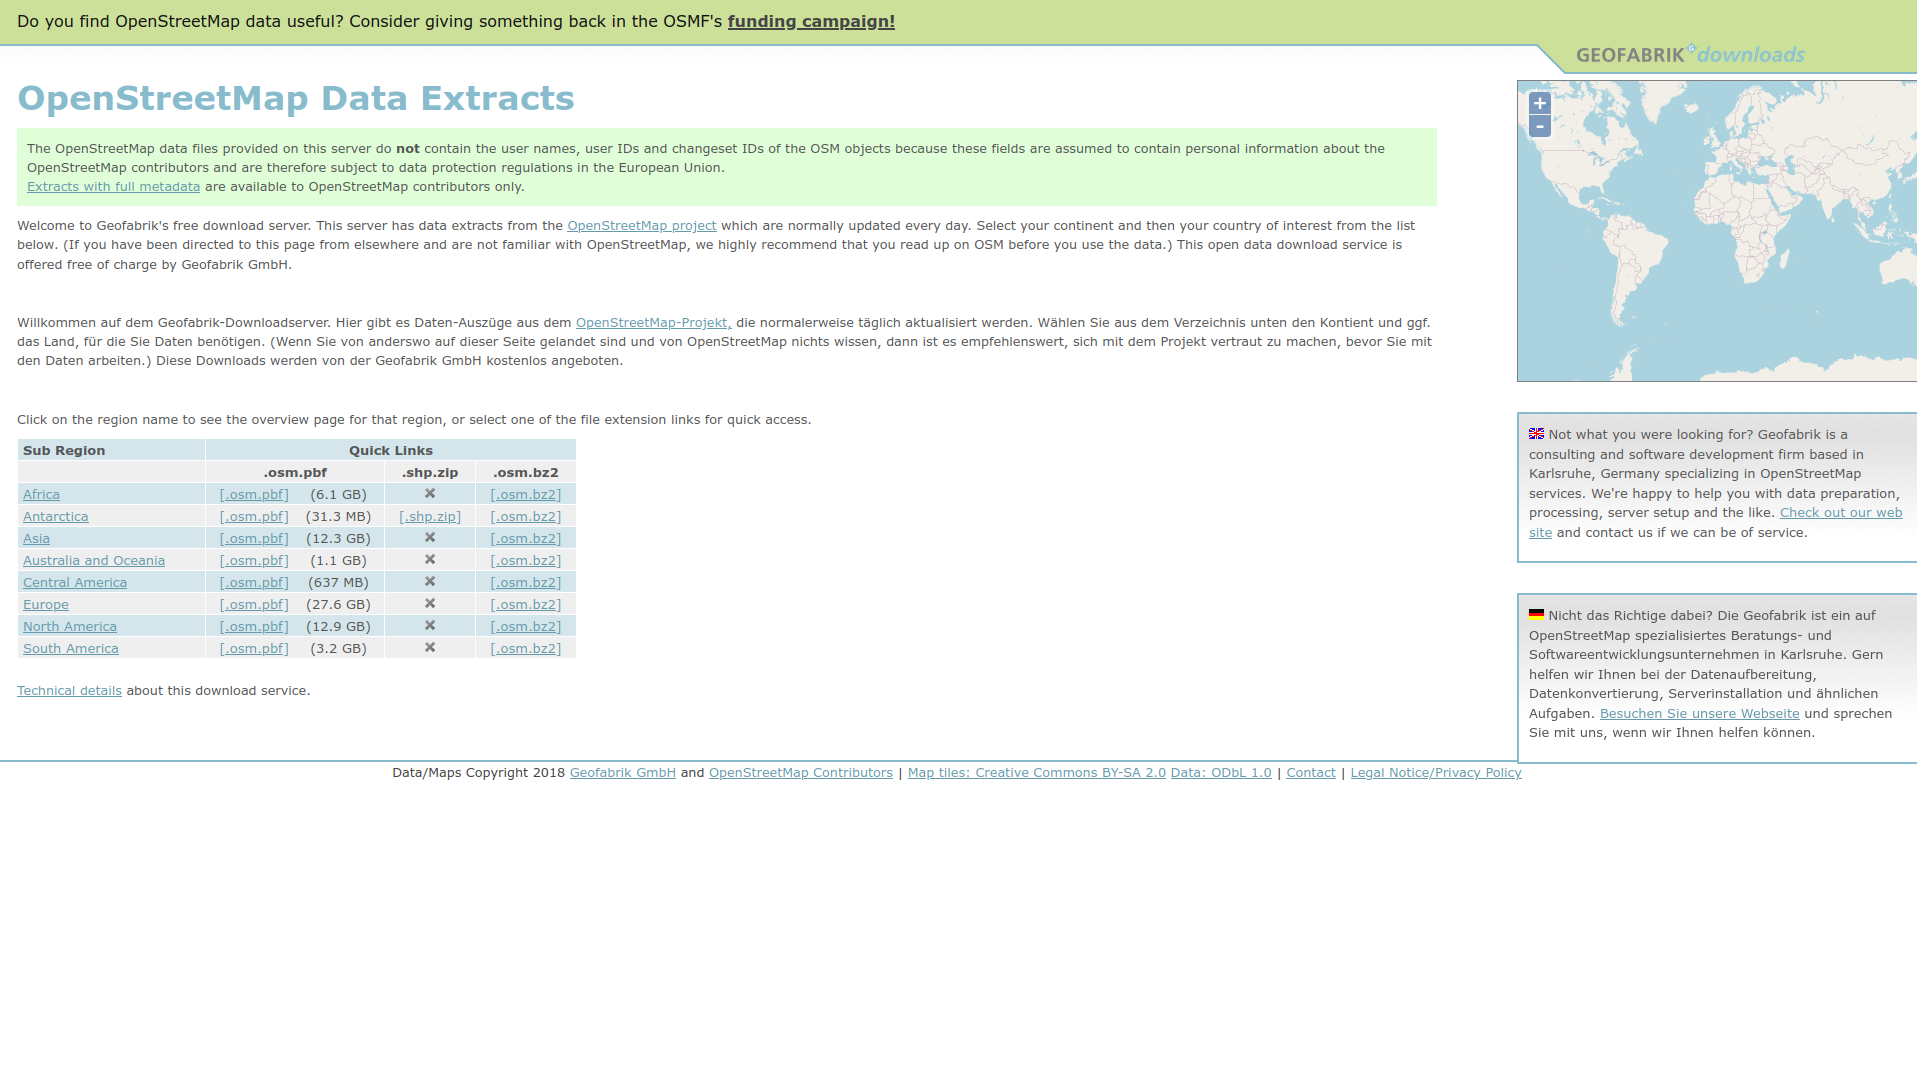 Do you find OpenStreetMap data useful? Consider giving something back in the OSMF's funding campaign!
GEOFABRIK downloads
OpenStreetMap Data Extracts
The OpenStreetMap data files provided on this server do not contain the user names, user IDs and changeset IDs of the OSM objects because these fields are assumed to contain personal information about the
OpenStreetMap contributors and are therefore subject to data protection regulations in the European Union.
Extracts with full metadata are available to OpenStreetMap contributors only.
Welcome to Geofabrik's free download server. This server has data extracts from the OpenStreetMap project which are normally updated every day. Select your continent and then your country of interest from the list
below. (If you have been directed to this page from elsewhere and are not familiar with OpenStreetMap, we highly recommend that you read up on OSM before you use the data.) This open data download service is
offered free of charge by Geofabrik GmbH.
Willkommen auf dem Geofabrik-Downloadserver. Hier gibt es Daten-Auszüge aus dem OpenStreetMap-Projekt, die normalerweise täglich aktualisiert werden. Wählen Sie aus dem Verzeichnis unten den Kontient und ggf.
das Land, für die Sie Daten benötigen. (Wenn Sie von anderswo auf dieser Seite gelandet sind und von OpenStreetMap nichts wissen, dann ist es empfehlenswert, sich mit dem Projekt vertraut zu machen, bevor Sie mit
den Daten arbeiten.) Diese Downloads werden von der Geofabrik GmbH kostenlos angeboten.
Click on the region name to see the overview page for that region, or select one of the file extension links for quick access.
Sub Region Quick Links
.osm.pbf .shp.zip .osm.bz2
Africa [.osm.pbf] (6.1 GB) ✖ [.osm.bz2]
Antarctica [.osm.pbf] (31.3 MB) [.shp.zip] [.osm.bz2]
Asia [.osm.pbf] (12.3 GB) ✖ [.osm.bz2]
Australia and Oceania [.osm.pbf] (1.1 GB) ✖ [.osm.bz2]
Central America [.osm.pbf] (637 MB) ✖ [.osm.bz2]
Europe [.osm.pbf] (27.6 GB) ✖ [.osm.bz2]
North America [.osm.pbf] (12.9 GB) ✖ [.osm.bz2]
South America [.osm.pbf] (3.2 GB) ✖ [.osm.bz2]
Technical details about this download service.
+
-
Not what you were looking for? Geofabrik is a
consulting and software development firm based in
Karlsruhe, Germany specializing in OpenStreetMap
services. We're happy to help you with data preparation,
processing, server setup and the like. Check out our web
site and contact us if we can be of service.
Nicht das Richtige dabei? Die Geofabrik ist ein auf
OpenStreetMap spezialisiertes Beratungs- und
Softwareentwicklungsunternehmen in Karlsruhe. Gern
helfen wir Ihnen bei der Datenaufbereitung,
Datenkonvertierung, Serverinstallation und ähnlichen
Aufgaben. Besuchen Sie unsere Webseite und sprechen
Sie mit uns, wenn wir Ihnen helfen können.
Data/Maps Copyright 2018 Geofabrik GmbH and OpenStreetMap Contributors | Map tiles: Creative Commons BY-SA 2.0 Data: ODbL 1.0 | Contact | Legal Notice/Privacy Policy